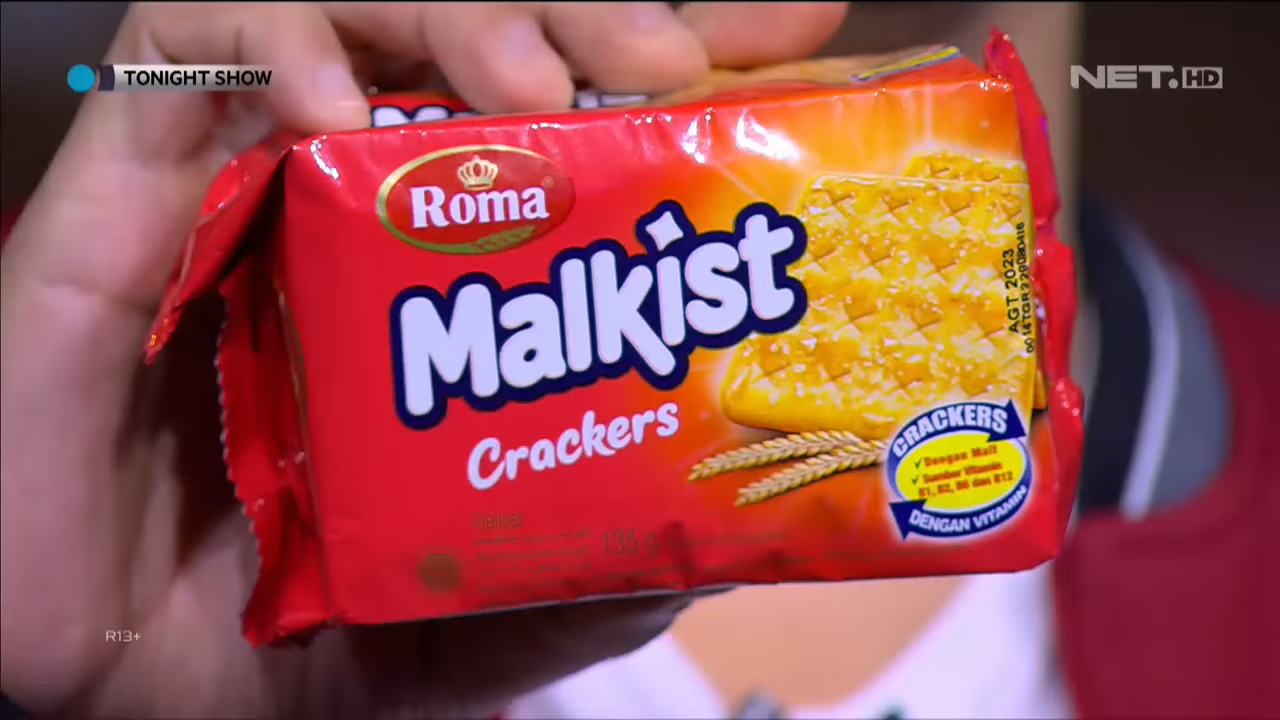 TONIGHT SHOW
NET.HD
Roma
Malkist
Crackers
AGT 2023
CRACKERS
✓ Dengan Malt
✓ Sumber Vitamin
B1, B2, B6 dan B12
DENGAN VITAMIN
Malkist
135 g
R13+